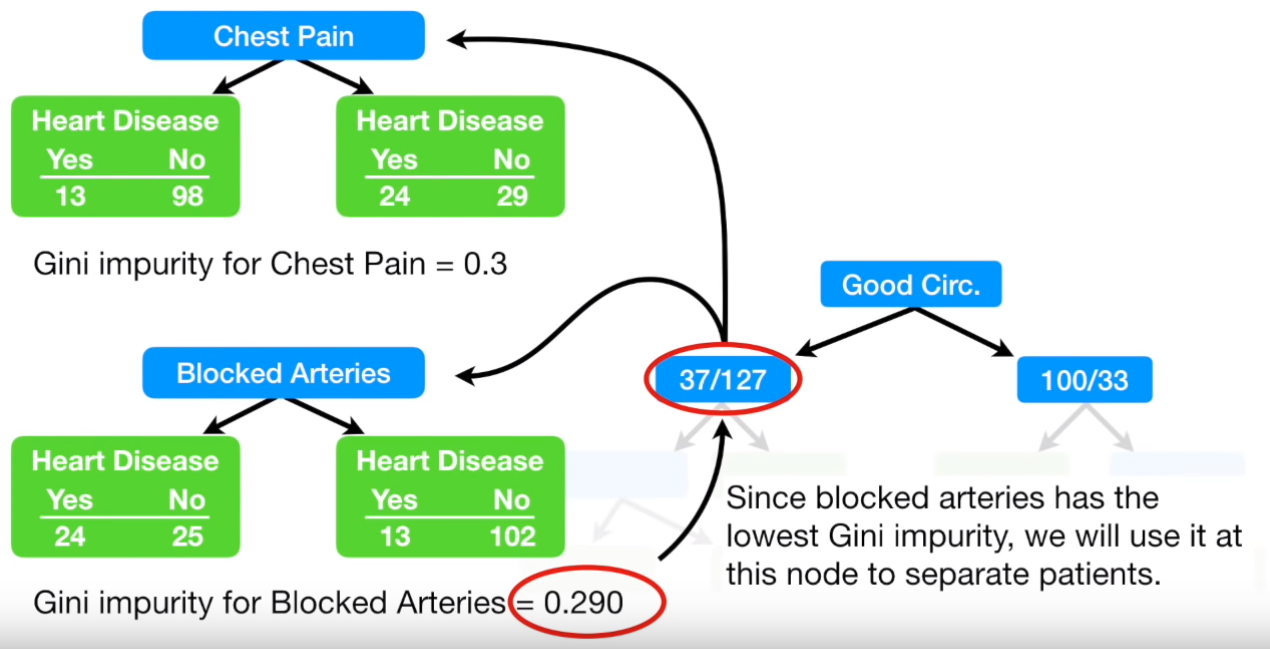 Chest Pain
Heart Disease
Yes No
13 98
Heart Disease
Yes No
24 29
Gini impurity for Chest Pain = 0.3
Good Circ.
37/127
100/33
Blocked Arteries
Heart Disease
Yes No
24 25
Heart Disease
Yes No
13 102
Gini impurity for Blocked Arteries = 0.290
Since blocked arteries has the
lowest Gini impurity, we will use it at
this node to separate patients.